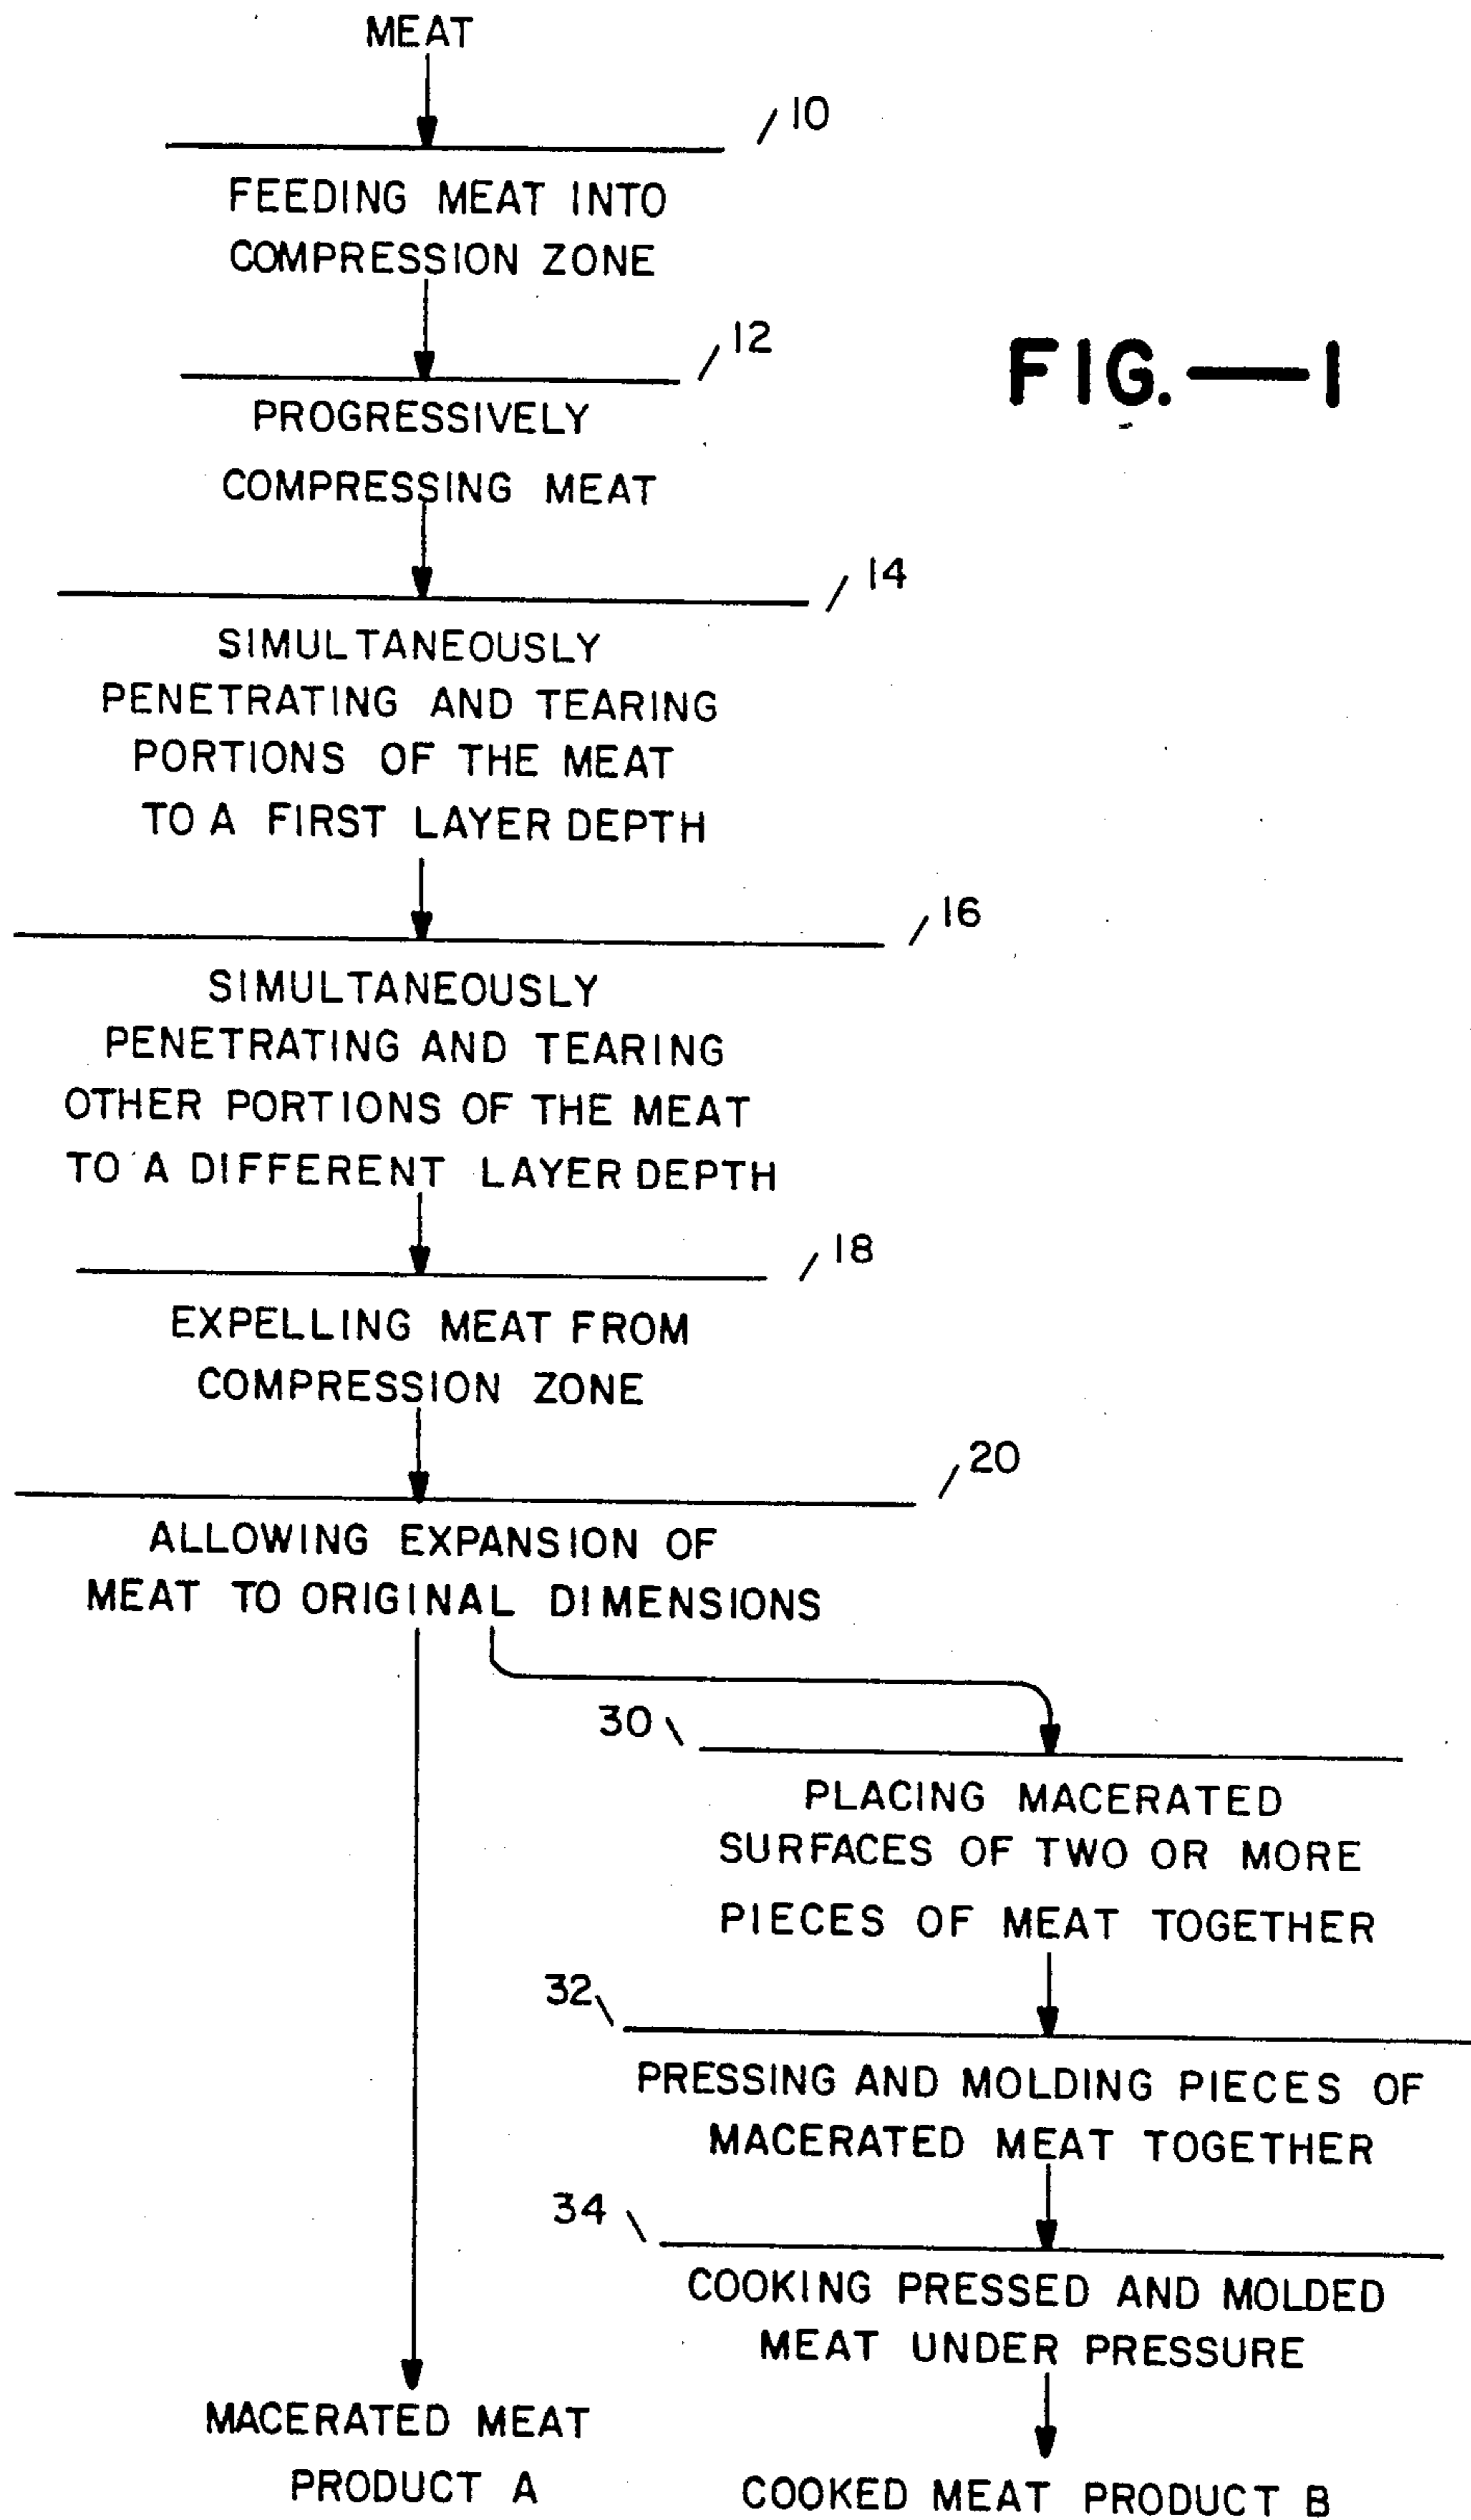 MEAT
10
FEEDING MEAT INTO
COMPRESSION ZONE
12
FIG.—1
PROGRESSIVELY
COMPRESSING MEAT
14
SIMULTANEOUSLY
PENETRATING AND TEARING
PORTIONS OF THE MEAT
TO A FIRST LAYER DEPTH
16
SIMULTANEOUSLY
PENETRATING AND TEARING
OTHER PORTIONS OF THE MEAT
TO A DIFFERENT LAYER DEPTH
18
EXPELLING MEAT FROM
COMPRESSION ZONE
20
ALLOWING EXPANSION OF
MEAT TO ORIGINAL DIMENSIONS
30
PLACING MACERATED
SURFACES OF TWO OR MORE
PIECES OF MEAT TOGETHER
32
PRESSING AND MOLDING PIECES OF
MACERATED MEAT TOGETHER
34
COOKING PRESSED AND MOLDED
MEAT UNDER PRESSURE
MACERATED MEAT
PRODUCT A
COOKED MEAT PRODUCT B